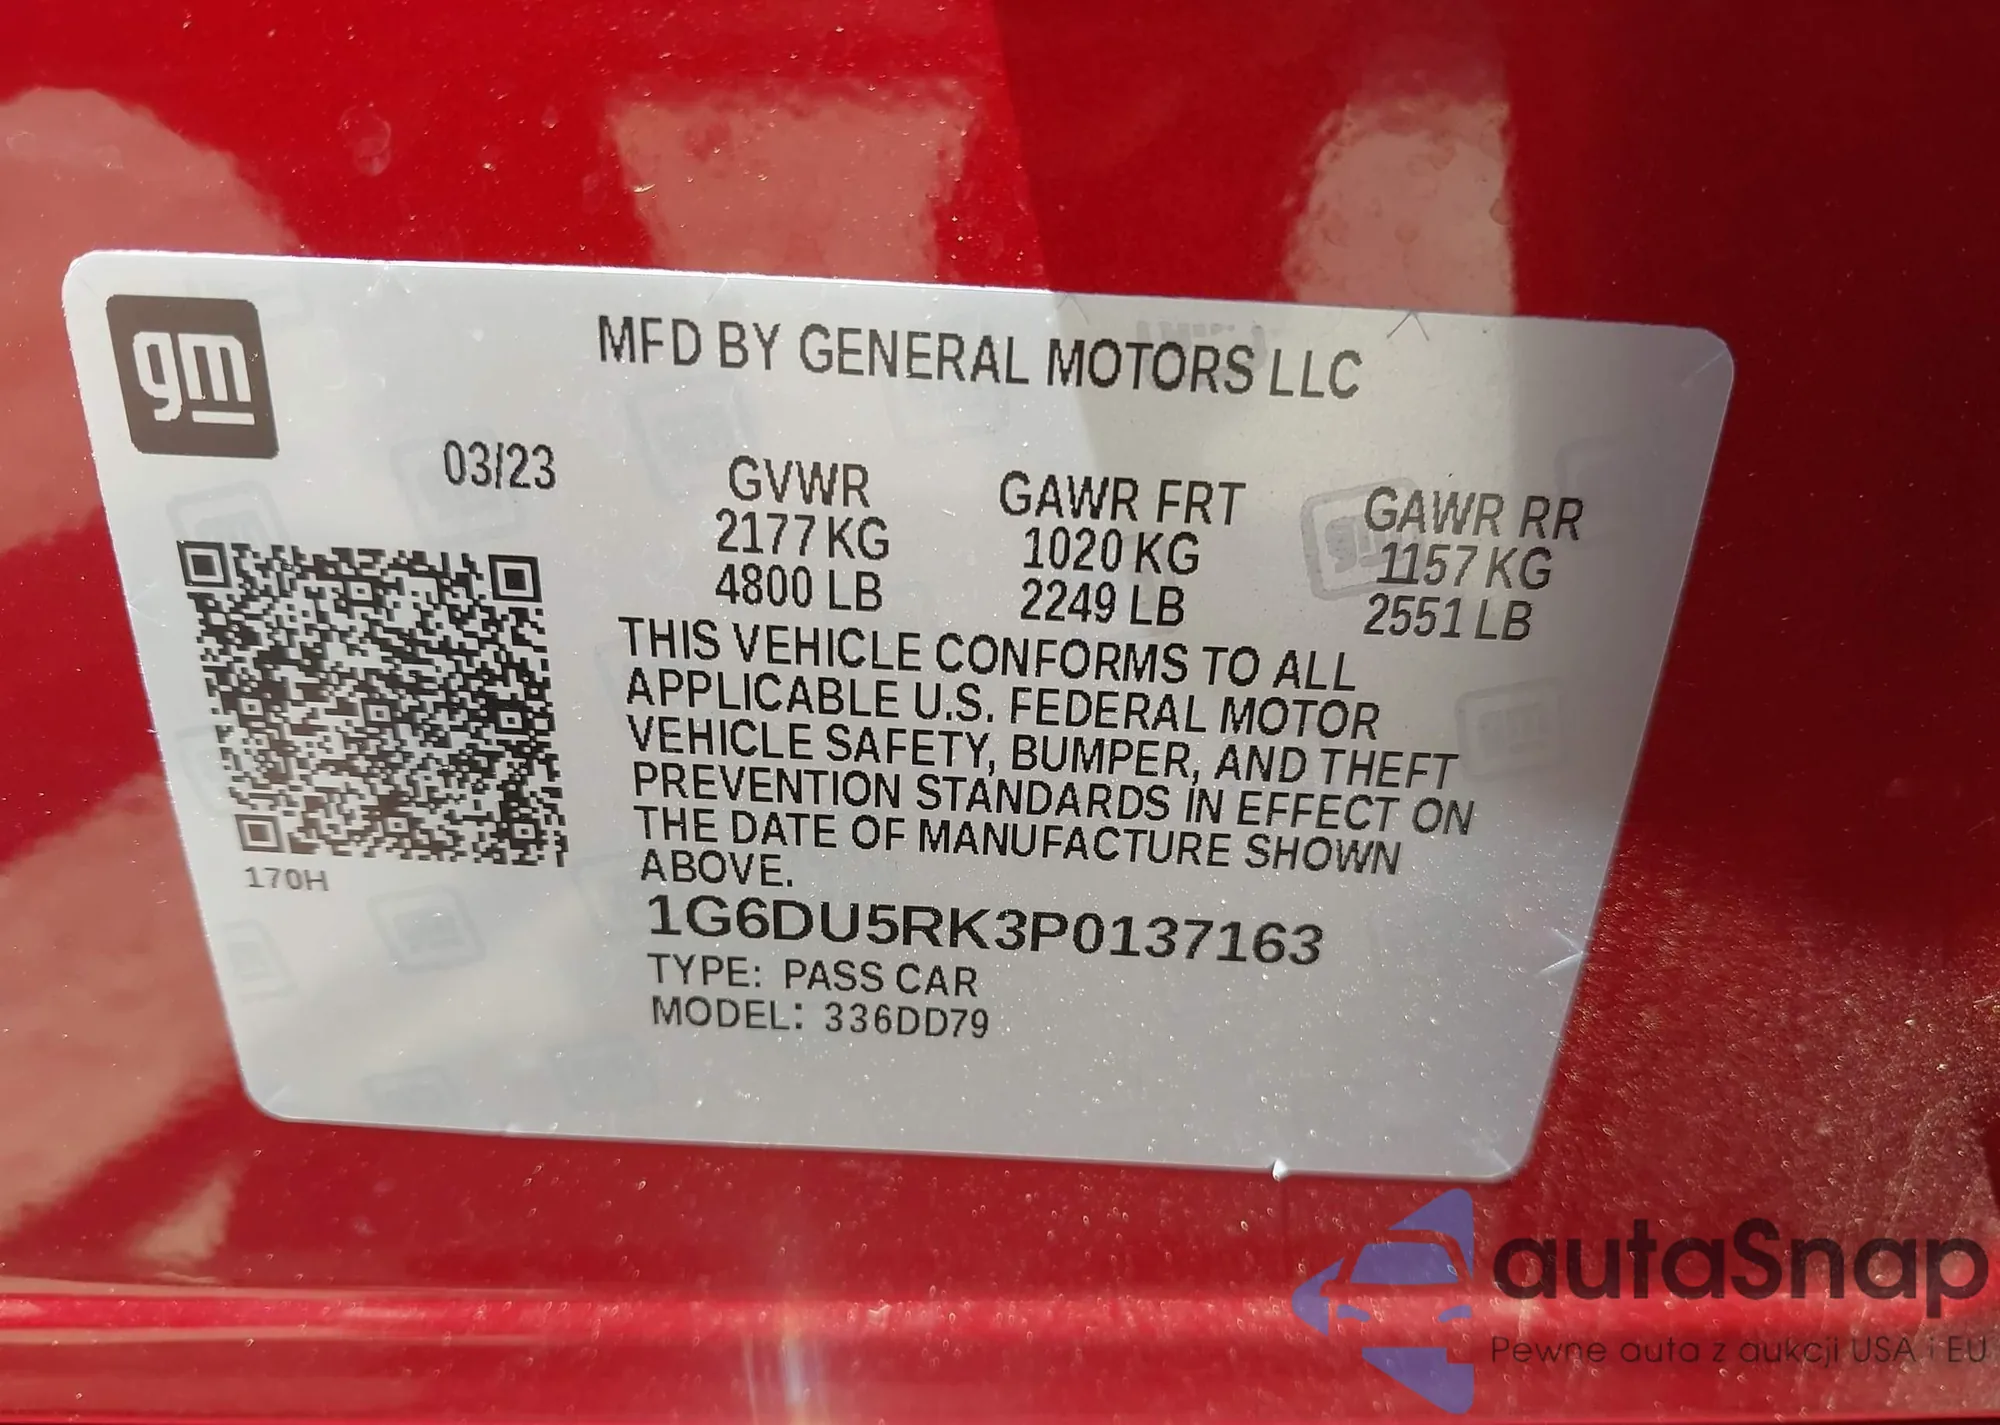 gm
MFD BY GENERAL MOTORS LLC
03/23
GVWR GAWR FRT GAWR RR
2177 KG 1020 KG 1157 KG
4800 LB 2249 LB 2551 LB
THIS VEHICLE CONFORMS TO ALL
APPLICABLE U.S. FEDERAL MOTOR
VEHICLE SAFETY, BUMPER, AND THEFT
PREVENTION STANDARDS IN EFFECT ON
THE DATE OF MANUFACTURE SHOWN
ABOVE.
170H
1G6DU5RK3P0137163
TYPE: PASS CAR
MODEL: 336DD79
autaSnap
Pewne auta z aukcji USA i EU